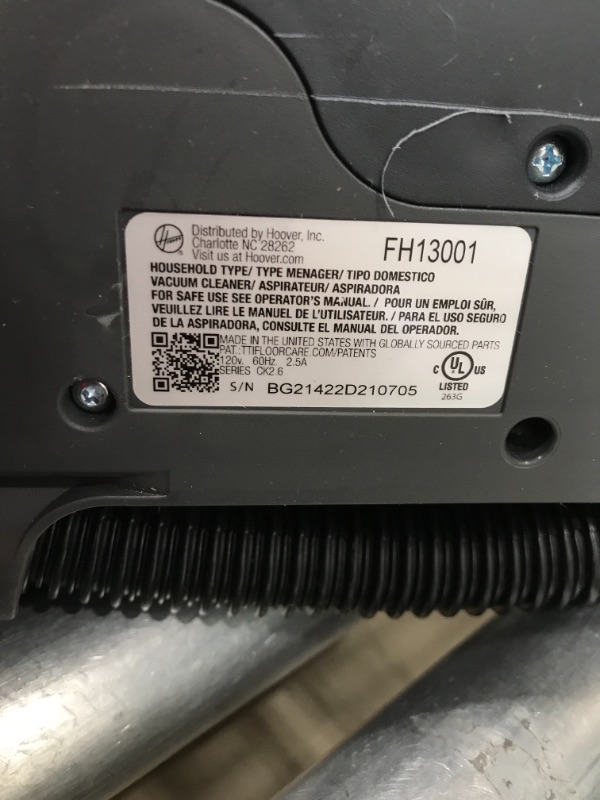 Hoover
Distributed by Hoover, Inc.
Charlotte NC 28262
Visit us at Hoover.com
FH13001
HOUSEHOLD TYPE/ TYPE MENAGER/ TIPO DOMESTICO
VACUUM CLEANER/ ASPIRATEUR/ ASPIRADORA
FOR SAFE USE SEE OPERATOR'S MANUAL. / POUR UN EMPLOI SÛR,
VEUILLEZ LIRE LE MANUEL DE L'UTILISATEUR. / PARA EL USO SEGURO
DE LA ASPIRADORA, CONSULTE EL MANUAL DEL OPERADOR.
MADE IN THE UNITED STATES WITH GLOBALLY SOURCED PARTS
PAT.:TTIFLOORCARE.COM/PATENTS
120v. 60Hz. 2.5A
SERIES CK2.6
S/N BG21422D210705
C UL US
LISTED
263G